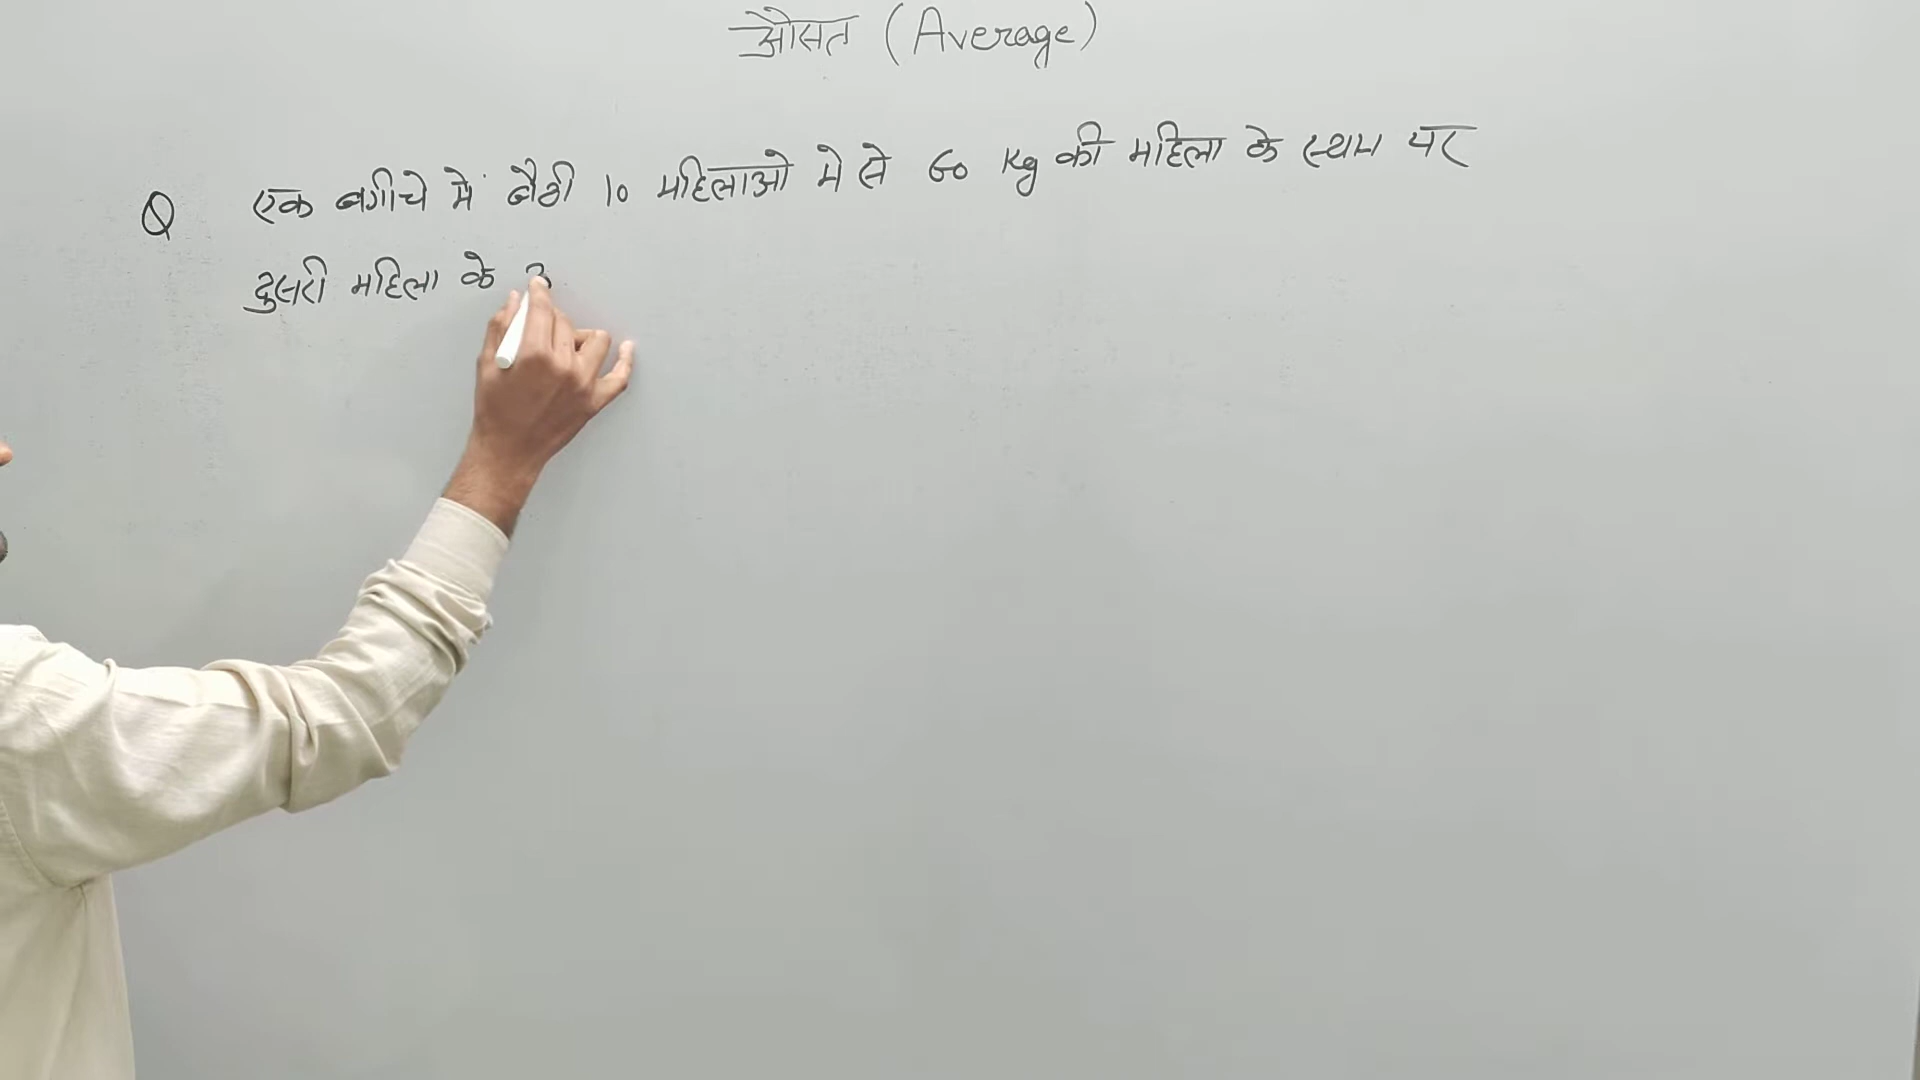 औसत (Average)
Q एक बगीचे में बैठी 10 महिलाओ मे से 60 Kg की महिला के स्थान पर
दुसरी महिला के